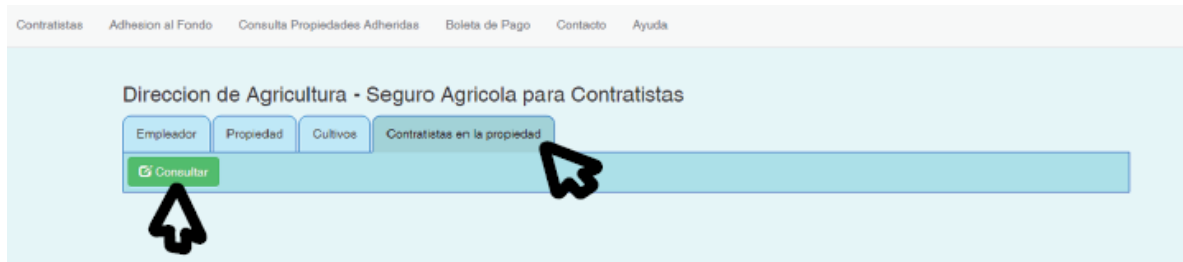 Contratistas Adhesion al Fondo Consulta Propiedades Adheridas Boleta de Pago Contacto Ayuda
Direccion de Agricultura - Seguro Agricola para Contratistas
Empleador Propiedad Cultivos Contratistas en la propiedad
Consultar